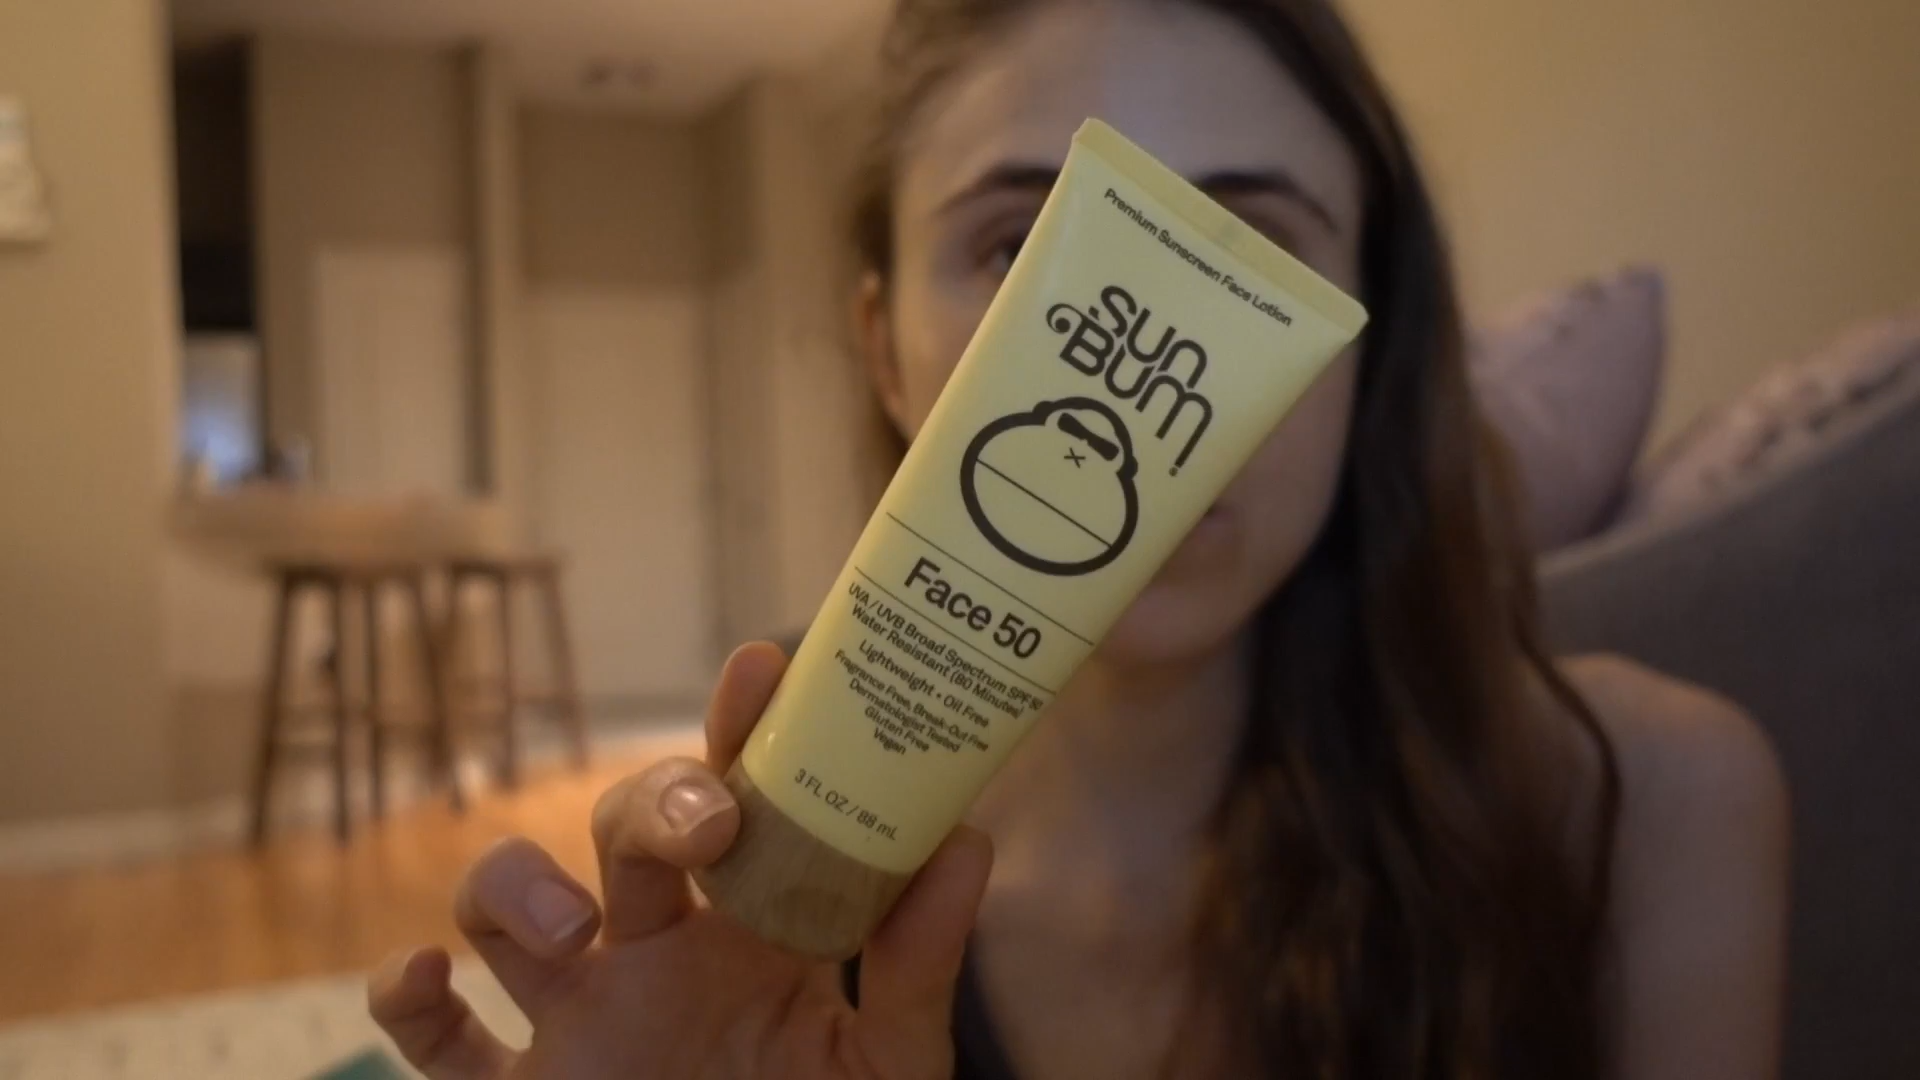 Premium Sunscreen Face Lotion
Sun
Bum
Face 50
UVA / UVB Broad Spectrum SPF 50
Water Resistant (80 Minutes)
Lightweight • Oil Free
Fragrance Free, Break-Out Free
Dermatologist Tested
Gluten Free
Vegan
3 FL OZ / 88 mL